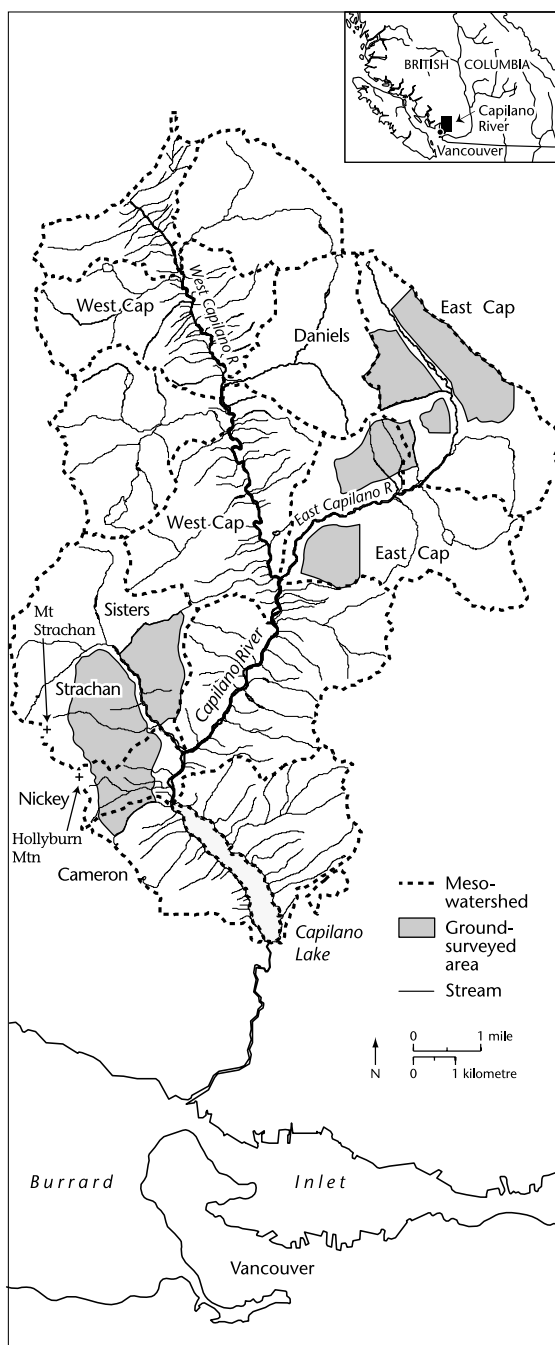 BRITISH COLUMBIA
Capilano
River
Vancouver
West Cap
West Capilano R
Daniels
East Cap
East Capilano R
West Cap
East Cap
Mt
Strachan
Sisters
Strachan
Capilano River
Nickey
Hollyburn
Mtn
Cameron
Capilano
Lake
Meso-
watershed
Ground-
surveyed
area
Stream
N
0 1 mile
0 1 kilometre
Burrard Inlet
Vancouver